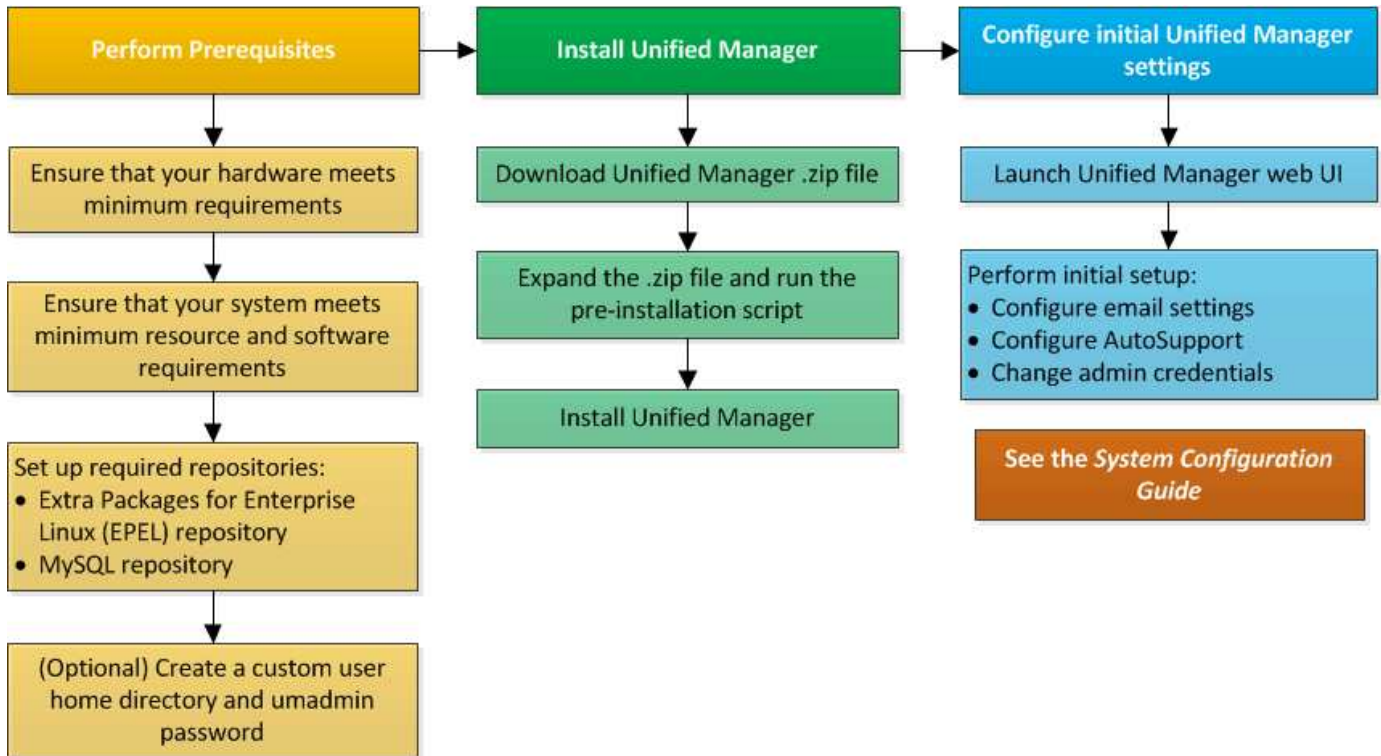 Perform Prerequisites
Ensure that your hardware meets
minimum requirements
Ensure that your system meets
minimum resource and software
requirements
Set up required repositories:
• Extra Packages for Enterprise
Linux (EPEL) repository
• MySQL repository
(Optional) Create a custom user
home directory and umadmin
password
Install Unified Manager
Download Unified Manager .zip file
Expand the .zip file and run the
pre-installation script
Install Unified Manager
Configure initial Unified Manager
settings
Launch Unified Manager web UI
Perform initial setup:
• Configure email settings
• Configure AutoSupport
• Change admin credentials
See the System Configuration
Guide